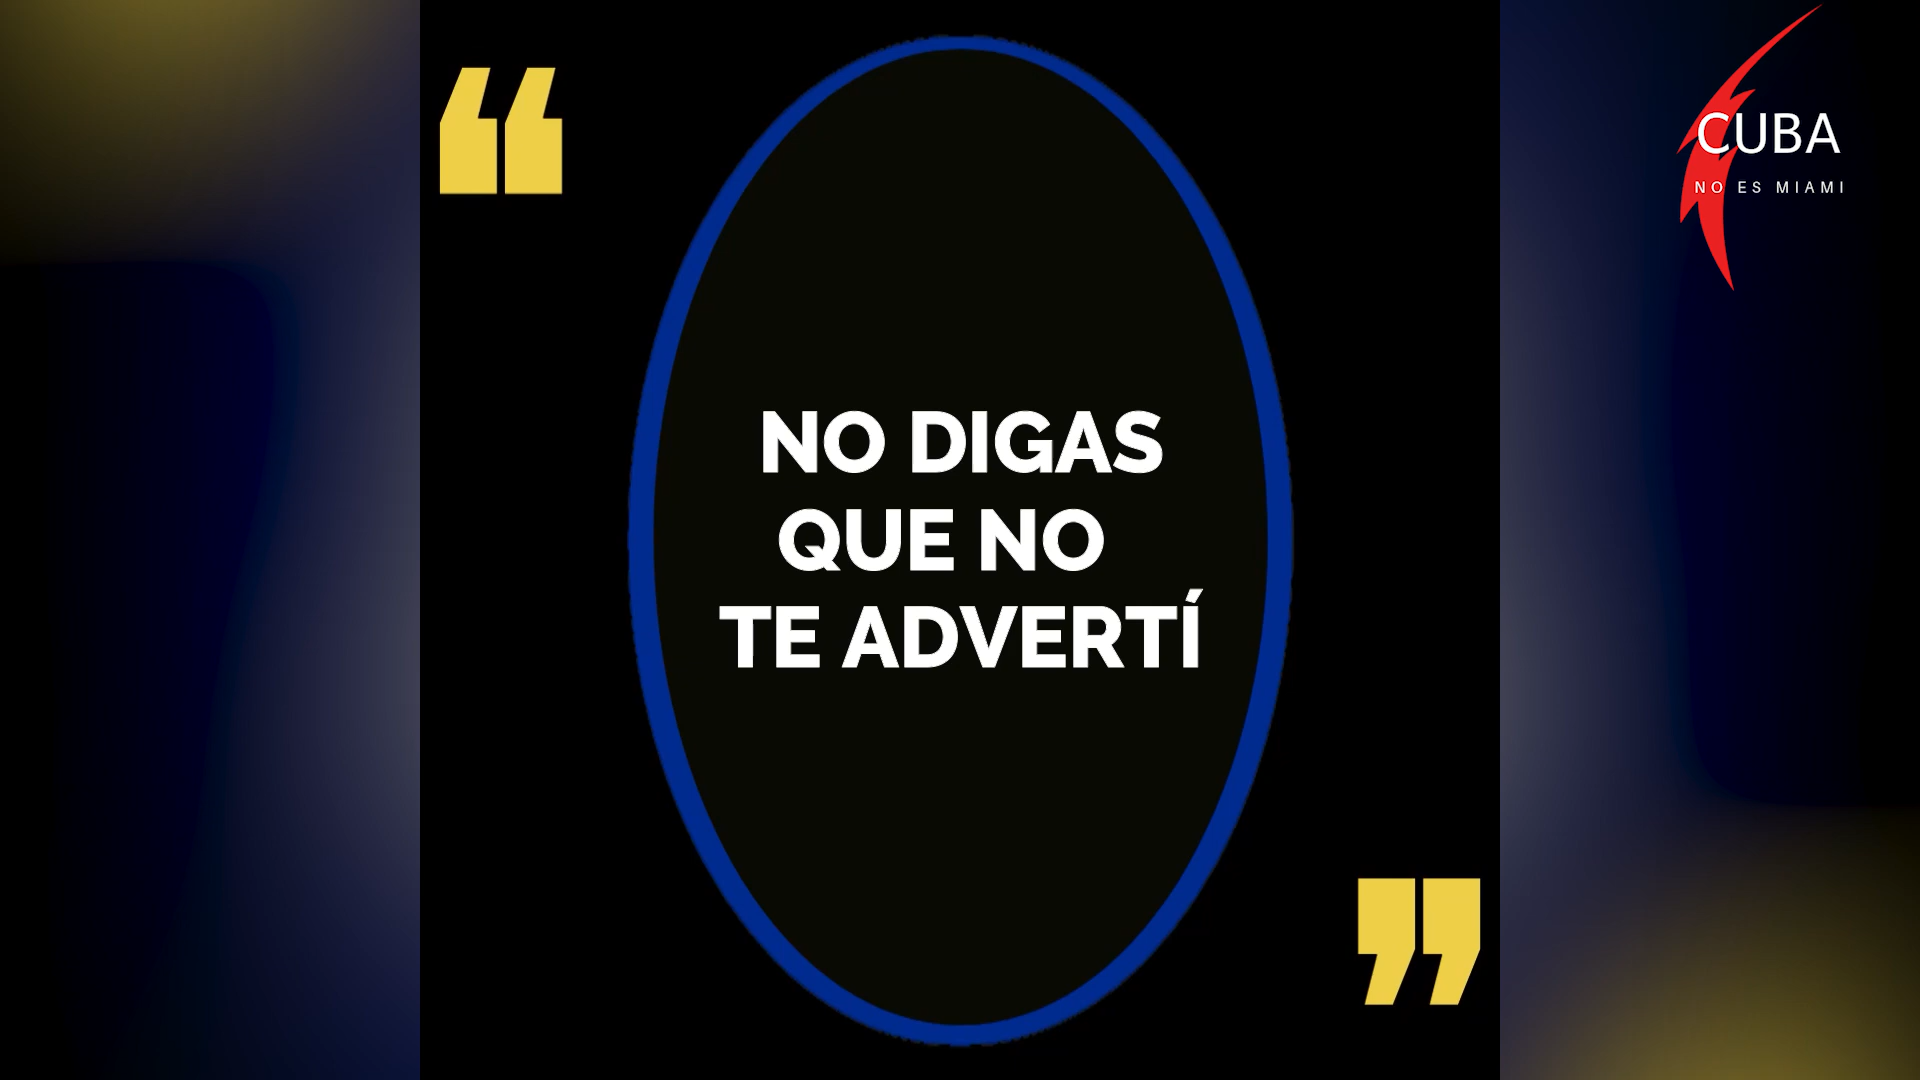 CUBA
NO ES MIAMI
NO DIGAS
QUE NO
TE ADVERTÍ